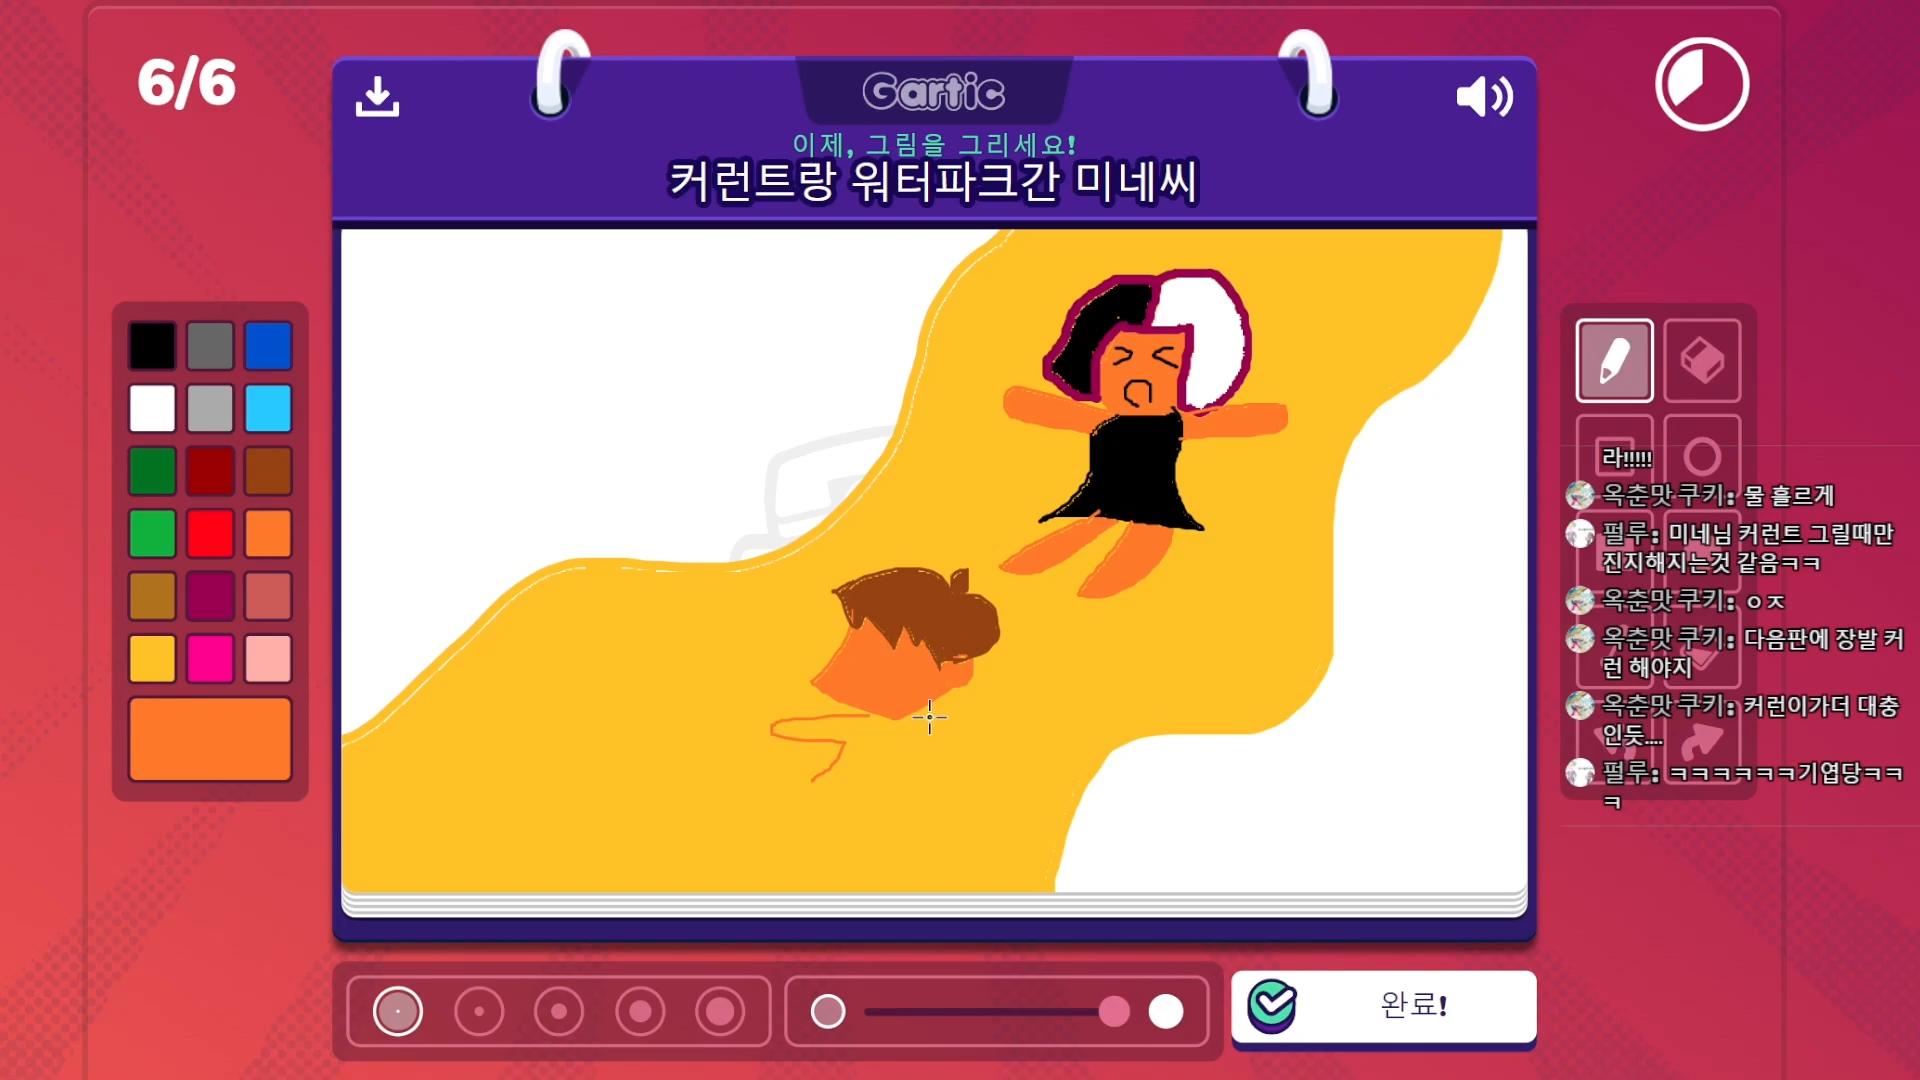 6/6
Gartic
이제, 그림을 그리세요!
커런트랑 워터파크간 미네씨
라!!!!!
옥춘맛 쿠키: 물 흘르게
펄루: 미네님 커런트 그릴때만
진지해지는것 같음ㅋㅋ
옥춘맛 쿠키: ㅇㅈ
옥춘맛 쿠키: 다음판에 장발 커
런 해야지
옥춘맛 쿠키: 커런이가더 대충
인듯....
펄루: ㅋㅋㅋㅋㅋㅋ기엽당ㅋㅋ
ㅋ
완료!